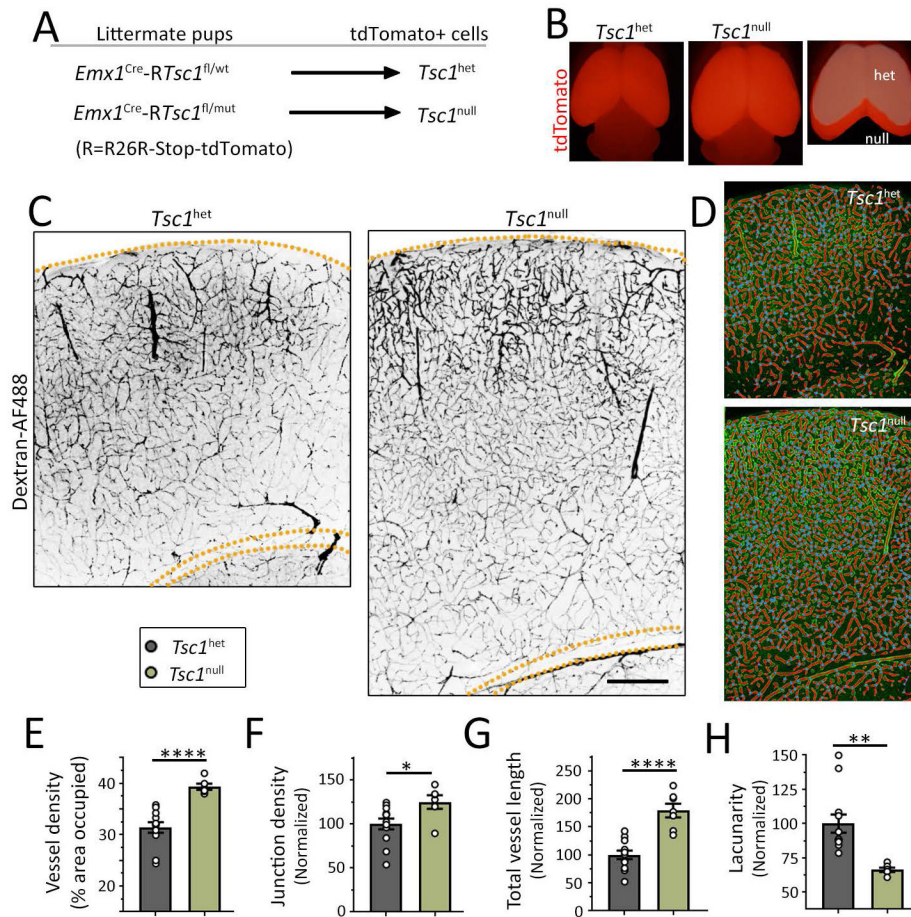 A
Littermate pups tdTomato+ cells
Emx1Cre-RTsc1fl/wt Tsc1het
Emx1Cre-RTsc1fl/mut Tsc1null
(R=R26R-Stop-tdTomato)
B
Tsc1het Tsc1null
tdTomato
het
null
C
Tsc1het Tsc1null
Dextran-AF488
Tsc1het
Tsc1null
D
Tsc1het
Tsc1null
E
Vessel density
(% area occupied)
40
30
20
****
F
Junction density
(Normalized)
150
100
50
*
G
Total vessel length
(Normalized)
250
200
150
100
50
0
****
H
Lacunarity
(Normalized)
150
125
100
75
50
**